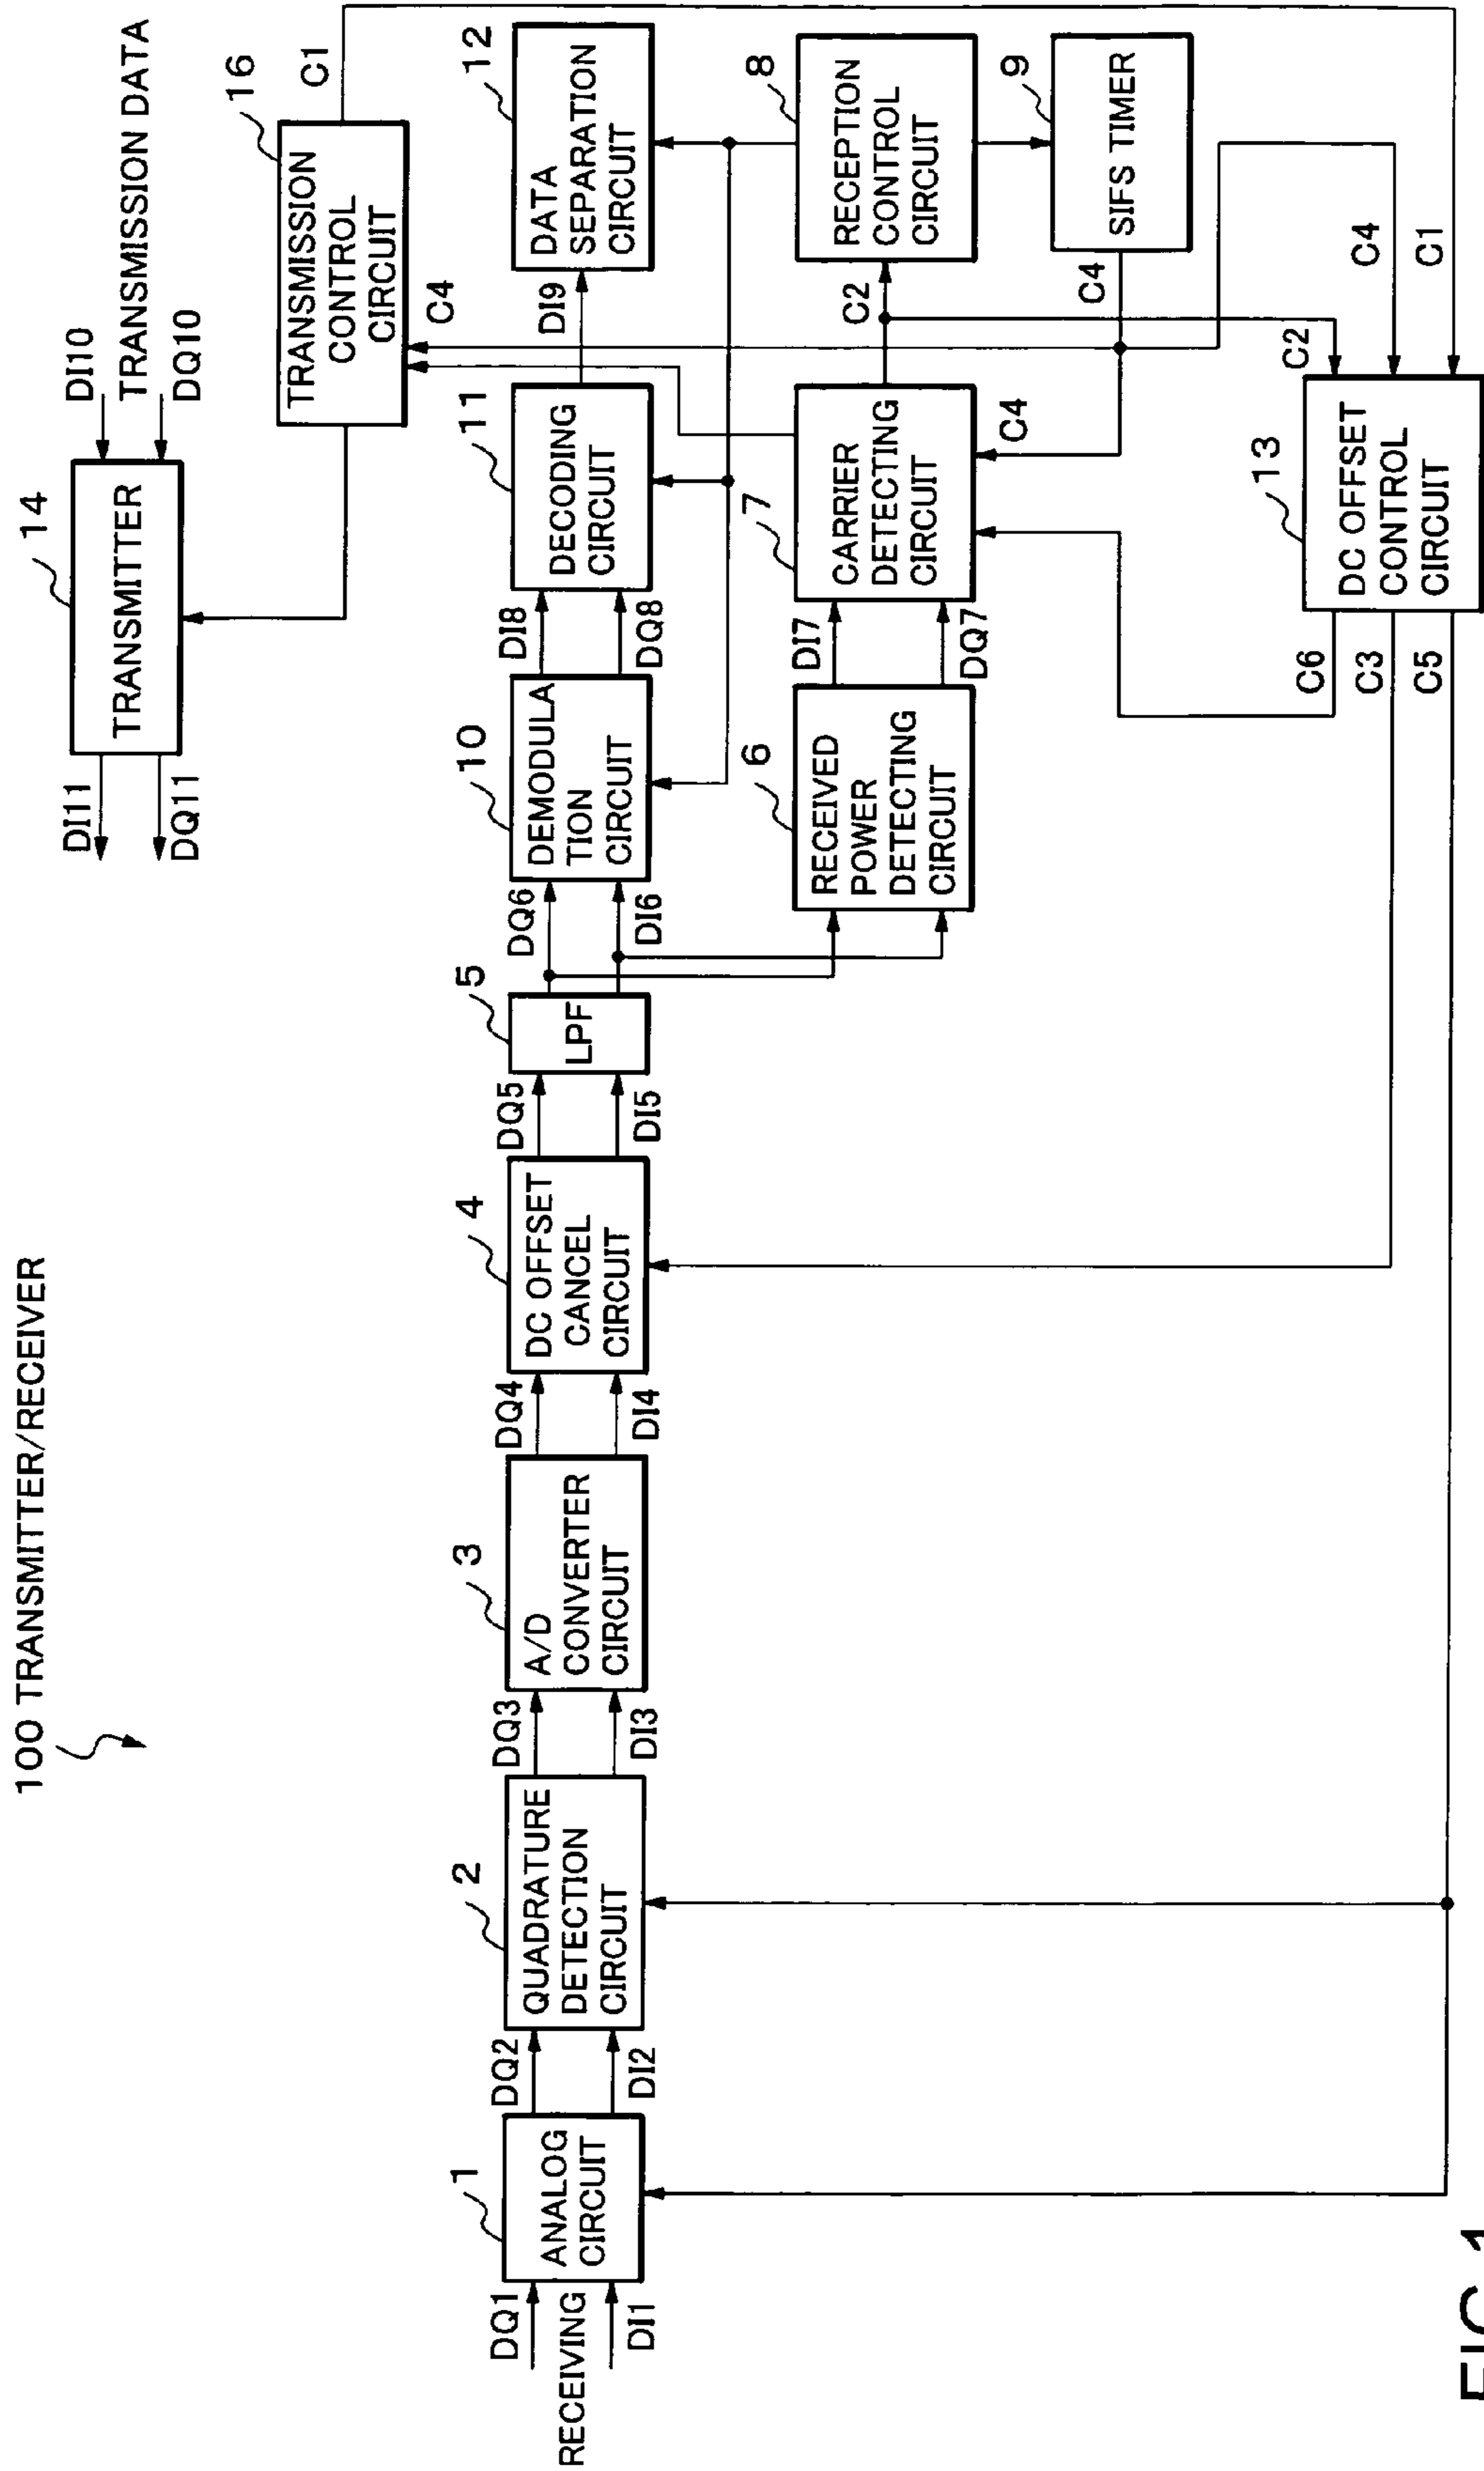 100 TRANSMITTER/RECEIVER
14
TRANSMITTER
DI10
TRANSMISSION DATA
DQ10
DI11
DQ11
16
TRANSMISSION
CONTROL
CIRCUIT
C1
C4
RECEIVING
DQ1
DI1
1
ANALOG
CIRCUIT
DQ2
DI2
2
QUADRATURE
DETECTION
CIRCUIT
DQ3
DI3
3
A/D
CONVERTER
CIRCUIT
DQ4
DI4
4
DC OFFSET
CANCEL
CIRCUIT
DQ5
DI5
5
LPF
DQ6
DI6
10
DEMODULA
TION
CIRCUIT
DI8
DQ8
11
DECODING
CIRCUIT
DI9
12
DATA
SEPARATION
CIRCUIT
6
RECEIVED
POWER
DETECTING
CIRCUIT
DI7
DQ7
7
CARRIER
DETECTING
CIRCUIT
C2
8
RECEPTION
CONTROL
CIRCUIT
C4
C4
9
SIFS TIMER
C6
C3
C5
13
DC OFFSET
CONTROL
CIRCUIT
C2
C4
C1